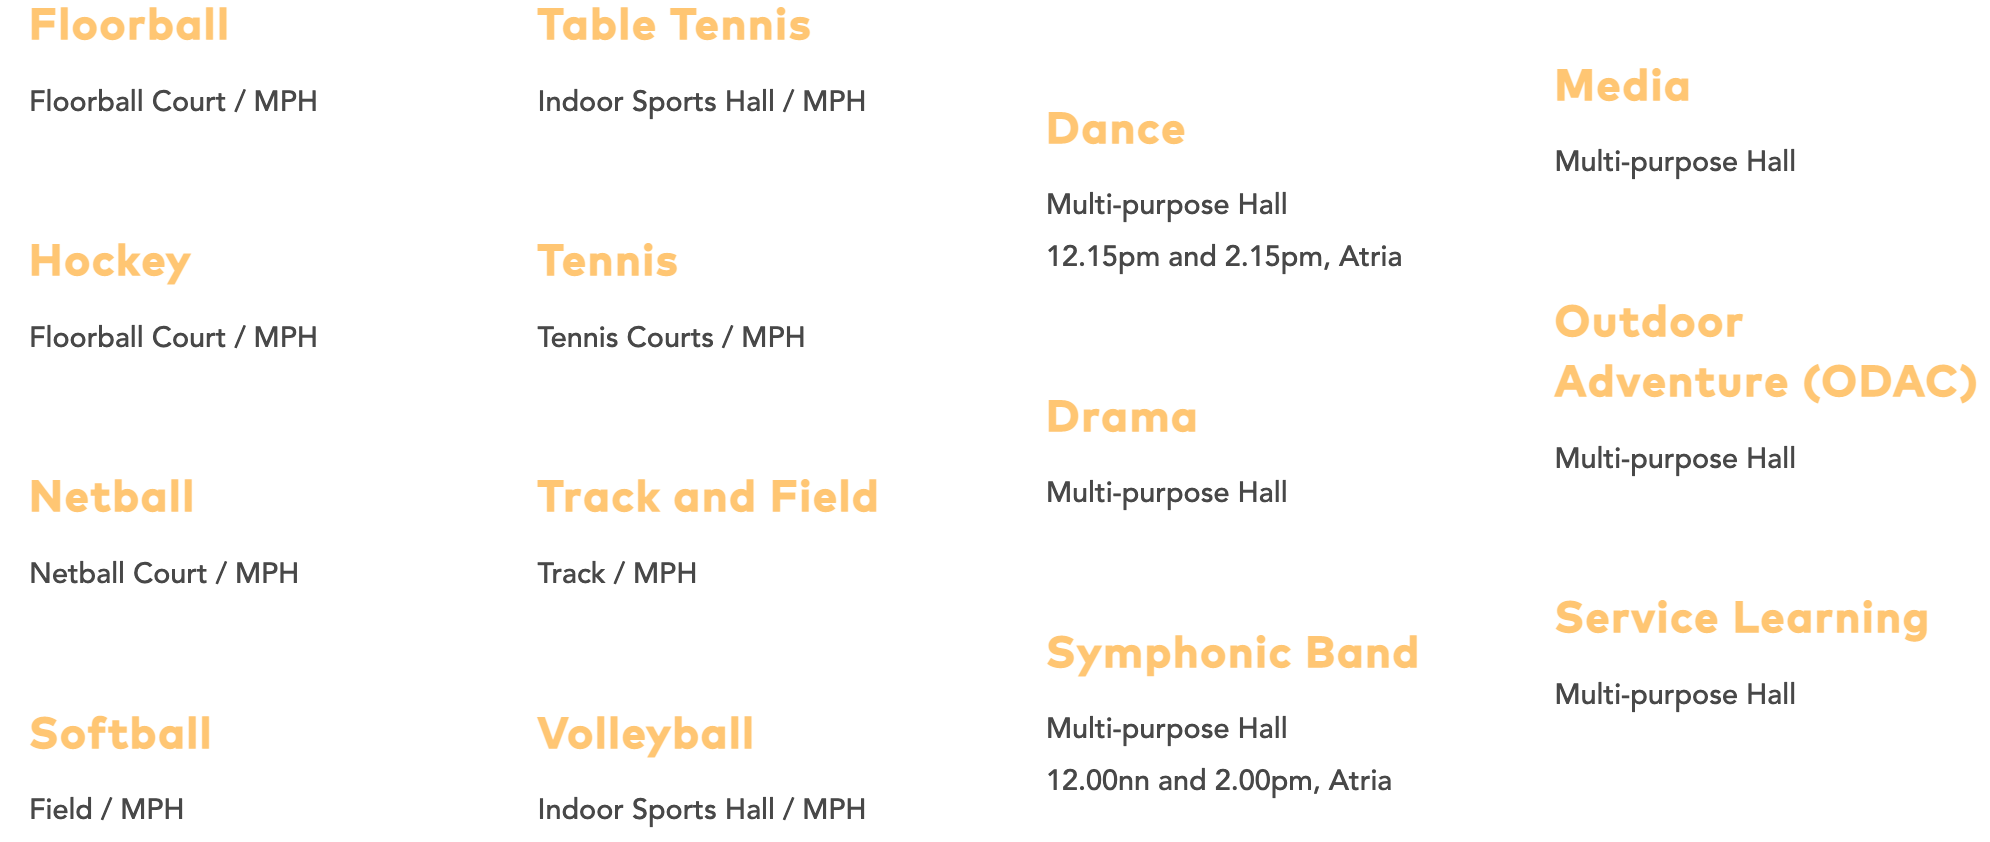 Floorball
Floorball Court / MPH
Hockey
Floorball Court / MPH
Netball
Netball Court / MPH
Softball
Field / MPH
Table Tennis
Indoor Sports Hall / MPH
Tennis
Tennis Courts / MPH
Track and Field
Track / MPH
Volleyball
Indoor Sports Hall / MPH
Dance
Multi-purpose Hall
12.15pm and 2.15pm, Atria
Drama
Multi-purpose Hall
Symphonic Band
Multi-purpose Hall
12.00nn and 2.00pm, Atria
Media
Multi-purpose Hall
Outdoor
Adventure (ODAC)
Multi-purpose Hall
Service Learning
Multi-purpose Hall